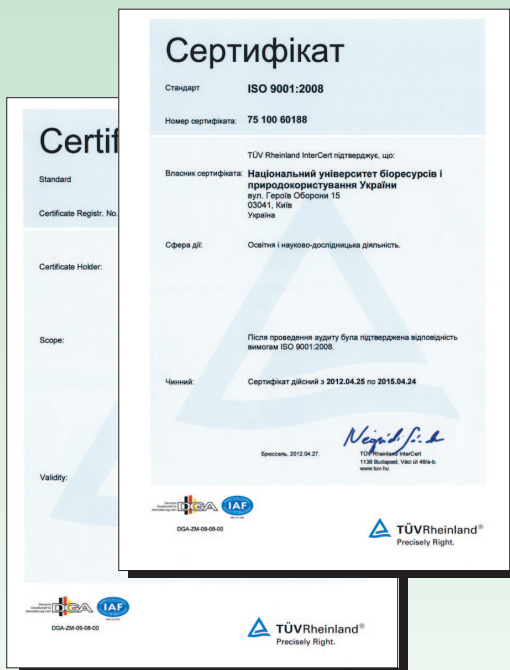 Сертифікат
Стандарт ISO 9001:2008
Номер сертифіката: 75 100 60188
TÜV Rheinland InterCert підтверджує, що:
Власник сертифіката: Національний університет біоресурсів і
природокористування України
вул. Героїв Оборони 15
03041, Київ
Україна
Сфера дії: Освітня і науково-дослідницька діяльність.
Після проведення аудиту була підтверджена відповідність
вимогам ISO 9001:2008.
Чинний: Сертифікат дійсний з 2012.04.25 по 2015.04.24
Брюссель, 2012.04.27.
TÜV Rheinland InterCert
1138 Budapest, Váci út 48/a-b.
www.tuv.hu
DGA IAF
DGA-ZM-09-08-00
TÜVRheinland®
Precisely Right.
Certif
Standard
Certificate Registr. No.
Certificate Holder:
Scope:
Validity:
DGA IAF
DGA-ZM-09-08-00
TÜVRheinland®
Precisely Right.